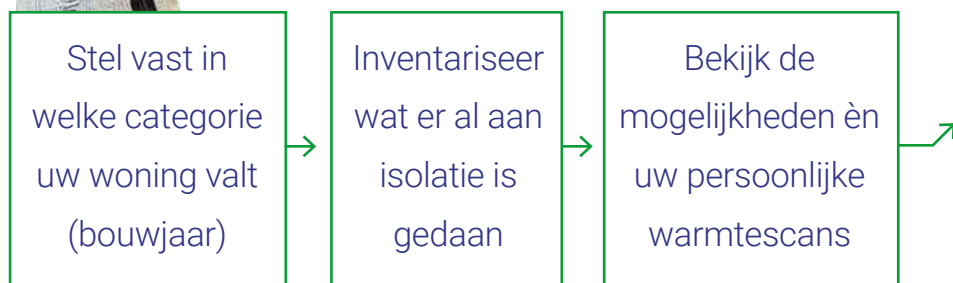 Stel vast in
welke categorie
uw woning valt
(bouwjaar)
Inventariseer
wat er al aan
isolatie is
gedaan
Bekijk de
mogelijkheden èn
uw persoonlijke
warmtescans